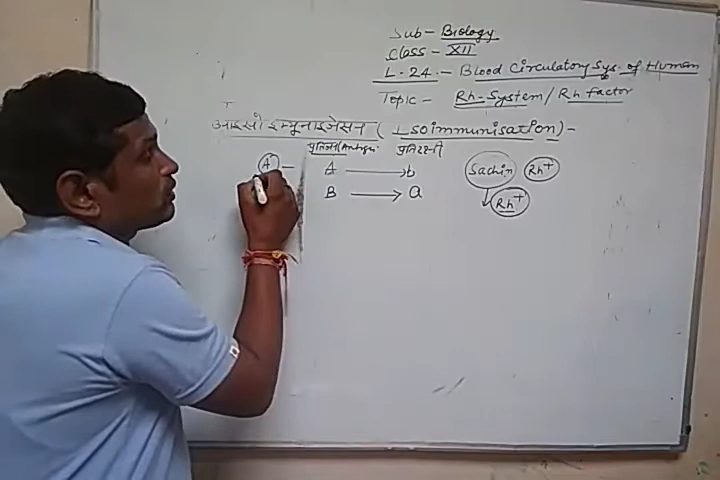 Sub - Biology
Class - XII
L-24. - Blood Circulatory Sys. of Human
Topic - Rh-System / Rh factor
आइसो इम्यूनाइजेसन ( Isoimmunisation ) -
प्रतिजन (Antigen प्रतिरक्षी
A - A → b Sachin Rh+
B → a Rh+